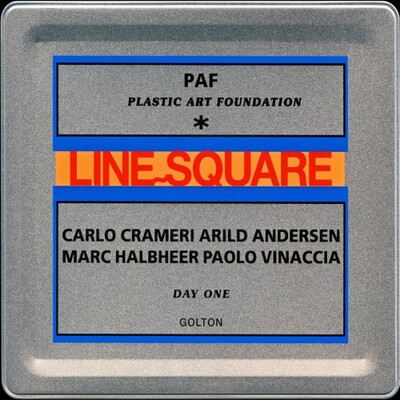 PAF
PLASTIC ART FOUNDATION
*
LINE~SQUARE
CARLO CRAMERI ARILD ANDERSEN
MARC HALBHEER PAOLO VINACCIA
DAY ONE
GOLTON